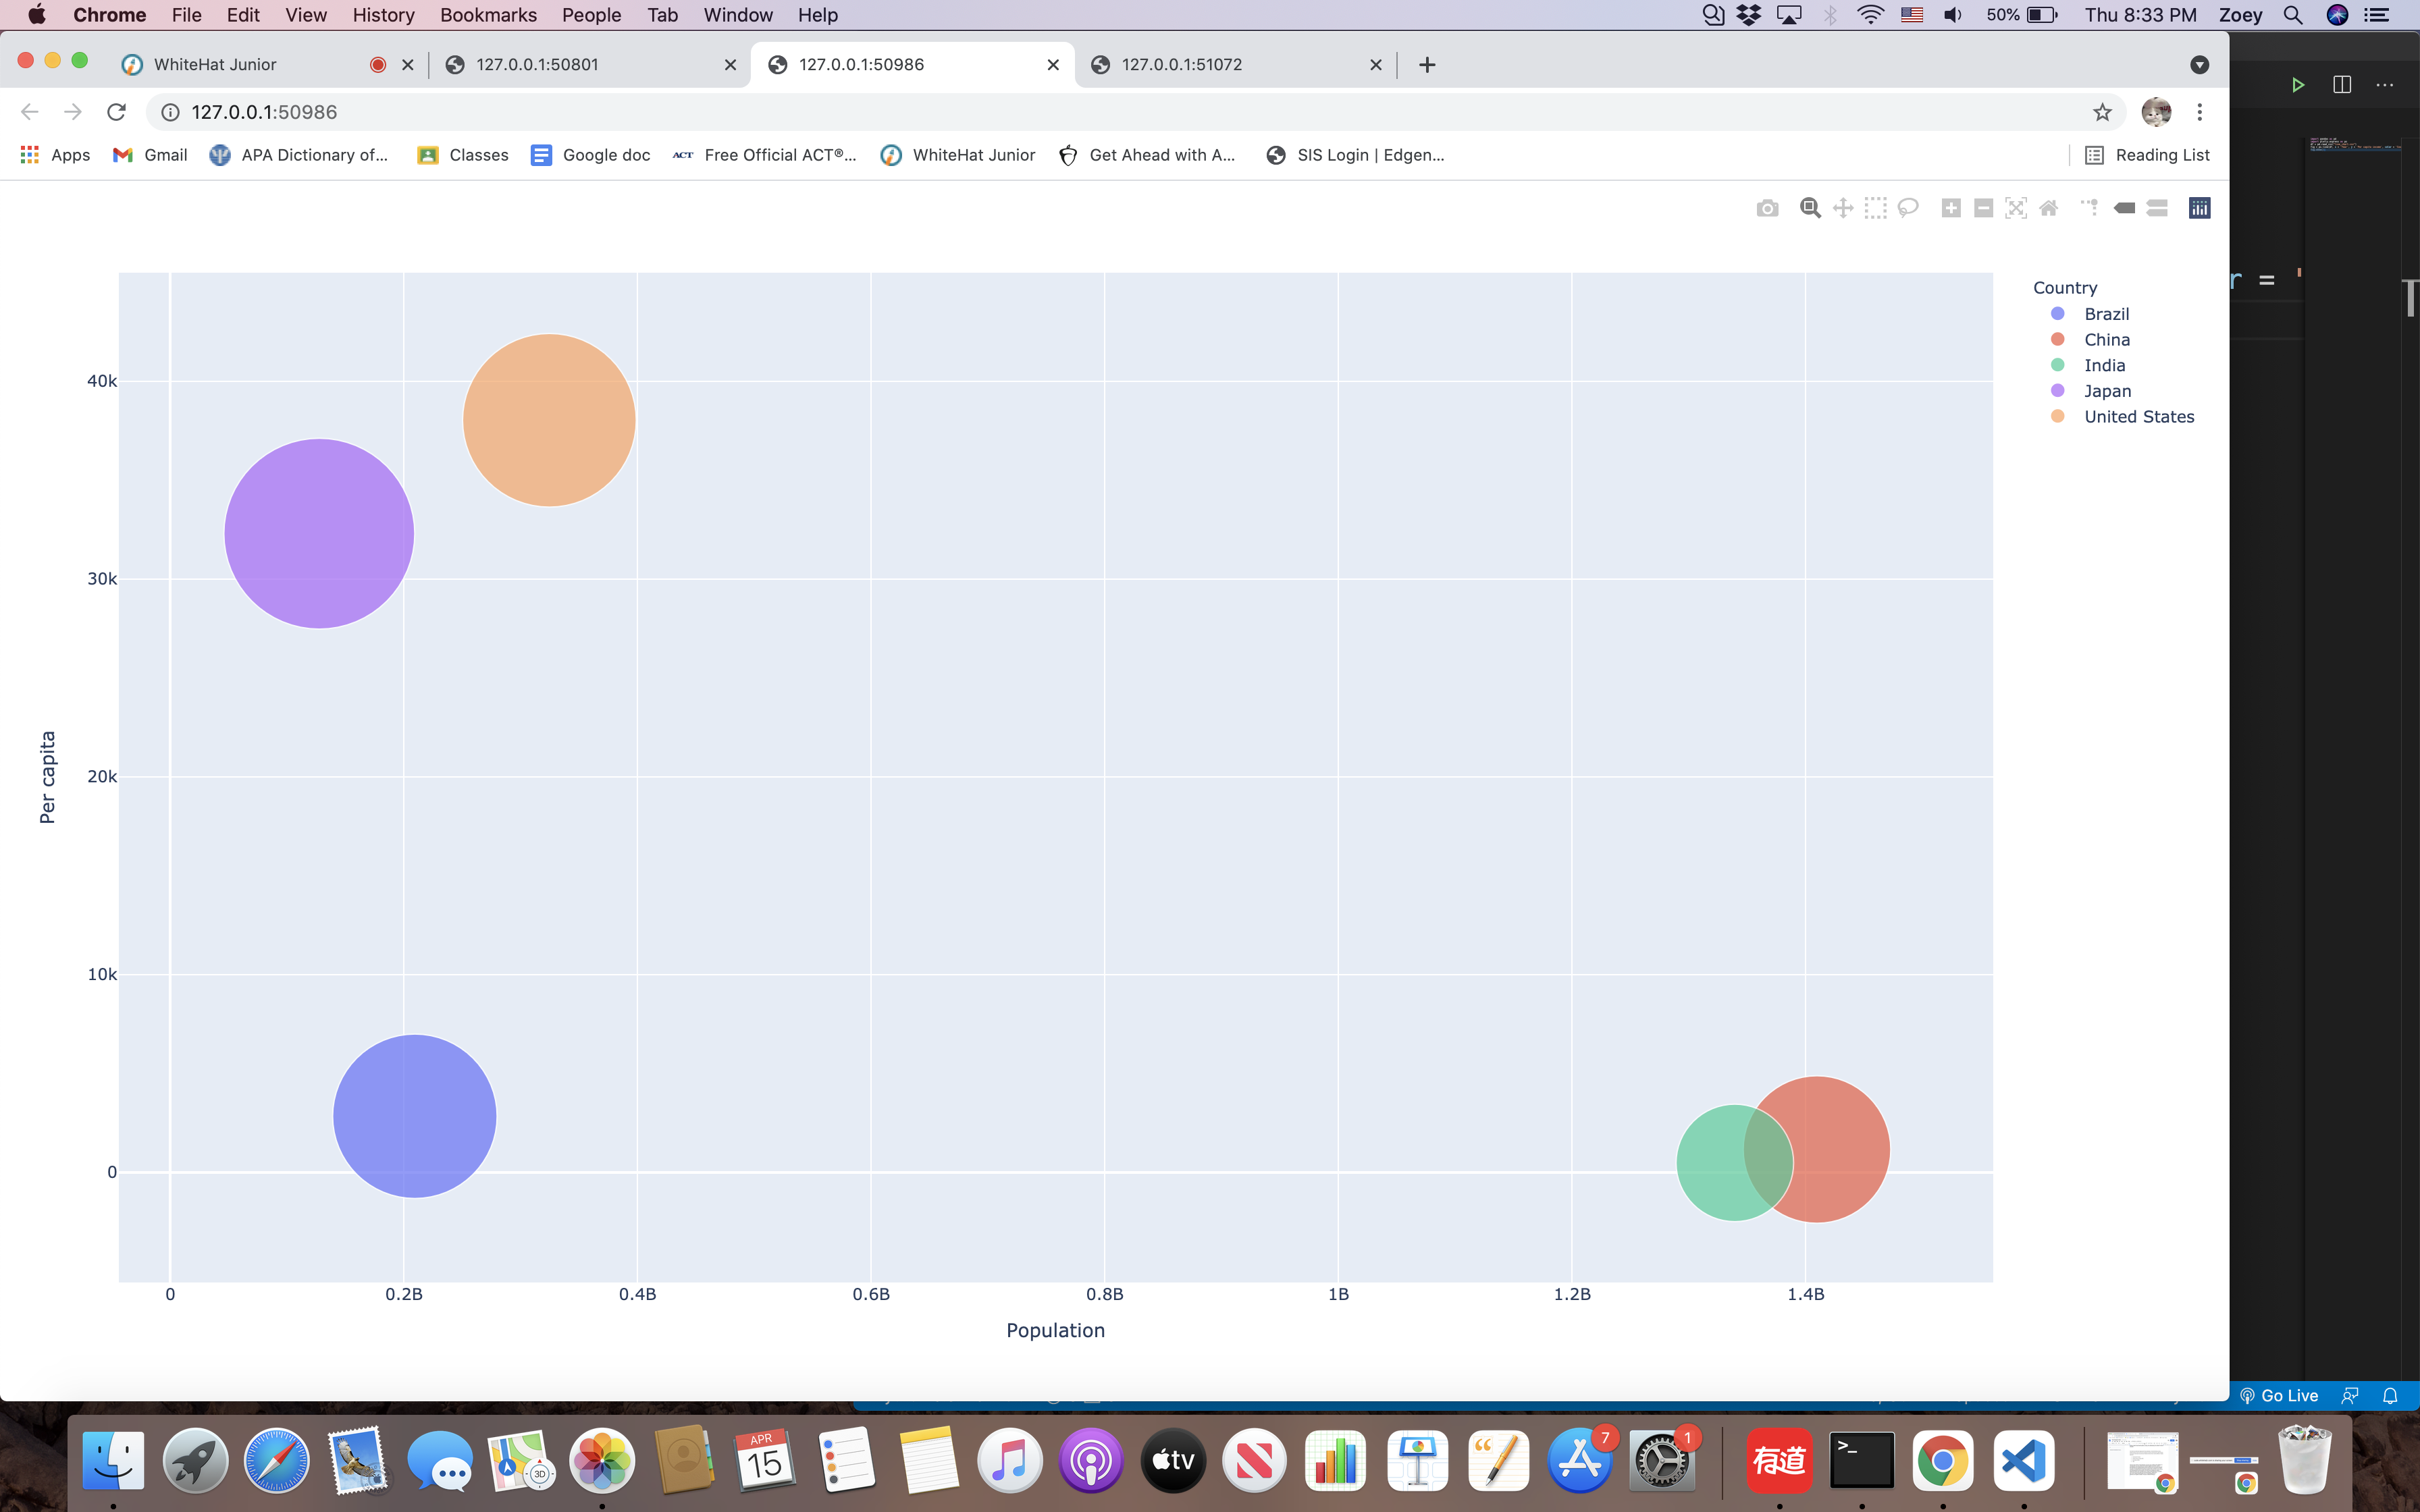 Chrome File Edit View History Bookmarks People Tab Window Help 50% Thu 8:33 PM Zoey
WhiteHat Junior 127.0.0.1:50801 127.0.0.1:50986 127.0.0.1:51072
127.0.0.1:50986
Apps Gmail APA Dictionary of... Classes Google doc ACT Free Official ACT®... WhiteHat Junior Get Ahead with A... SIS Login | Edgen... Reading List
r = '
Country
Brazil
China
India
Japan
United States
40k
30k
20k
10k
0
Per capita
0 0.2B 0.4B 0.6B 0.8B 1B 1.2B 1.4B
Population
Go Live
3D
APR
15
tv
7
1
有道
>_